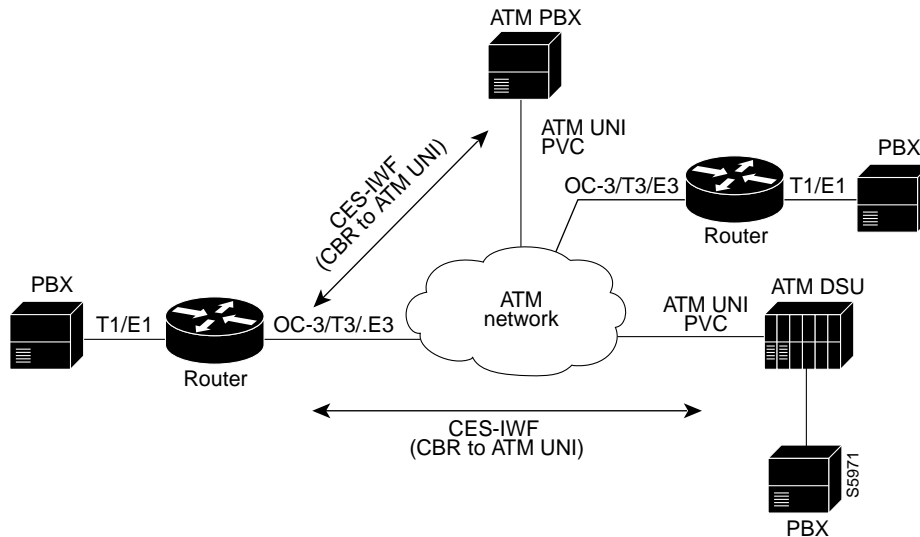 ATM PBX
ATM UNI
PVC
PBX
CES-IWF
(CBR to ATM UNI)
OC-3/T3/E3
T1/E1
Router
PBX
T1/E1
OC-3/T3/.E3
Router
ATM
network
ATM UNI
PVC
ATM DSU
CES-IWF
(CBR to ATM UNI)
S5971
PBX